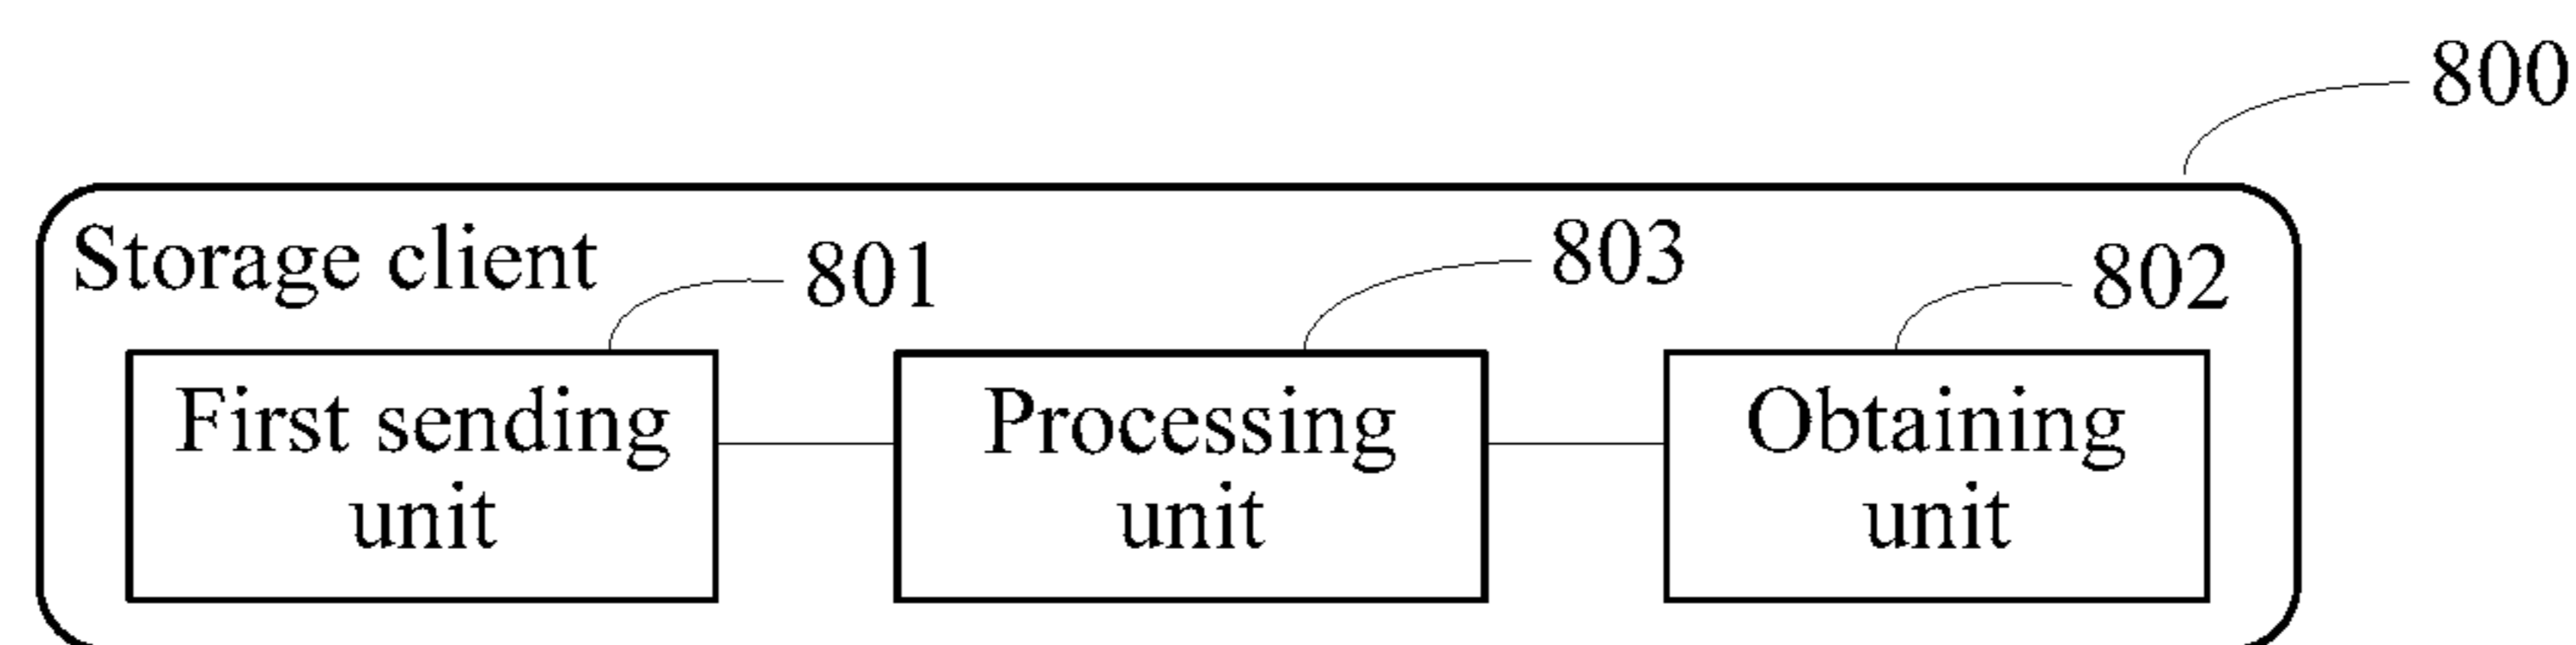 800
Storage client
801
803
802
First sending
unit
Processing
unit
Obtaining
unit